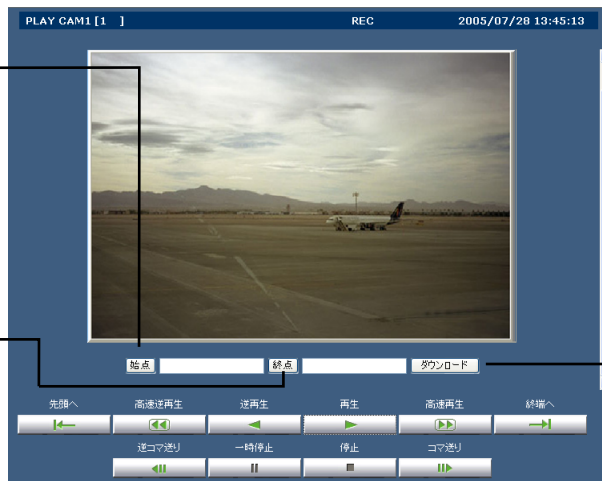 PLAY CAM1 [1 ] REC 2005/07/28 13:45:13
始点 終点 ダウンロード
先頭へ 高速逆再生 逆再生 再生 高速再生 終端へ
逆コマ送り 一時停止 停止 コマ送り